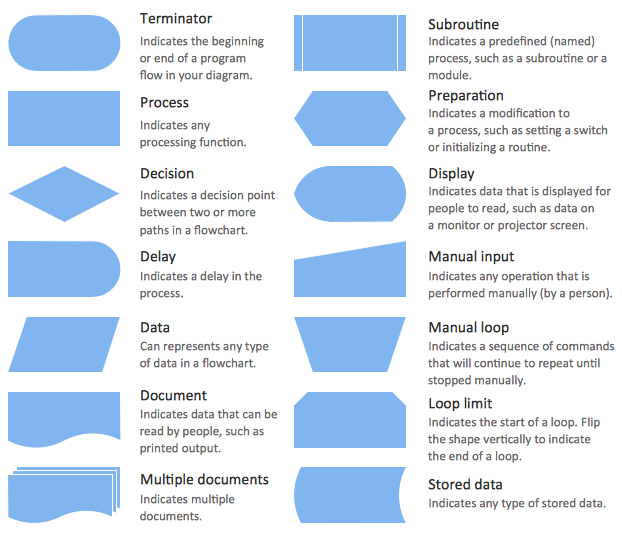 Terminator
Indicates the beginning
or end of a program
flow in your diagram.
Process
Indicates any
processing function.
Decision
Indicates a decision point
between two or more
paths in a flowchart.
Delay
Indicates a delay in the
process.
Data
Can represents any type
of data in a flowchart.
Document
Indicates data that can be
read by people, such as
printed output.
Multiple documents
Indicates multiple
documents.
Subroutine
Indicates a predefined (named)
process, such as a subroutine or a
module.
Preparation
Indicates a modification to
a process, such as setting a switch
or initializing a routine.
Display
Indicates data that is displayed for
people to read, such as data on
a monitor or projector screen.
Manual input
Indicates any operation that is
performed manually (by a person).
Manual loop
Indicates a sequence of commands
that will continue to repeat until
stopped manually.
Loop limit
Indicates the start of a loop. Flip
the shape vertically to indicate
the end of a loop.
Stored data
Indicates any type of stored data.